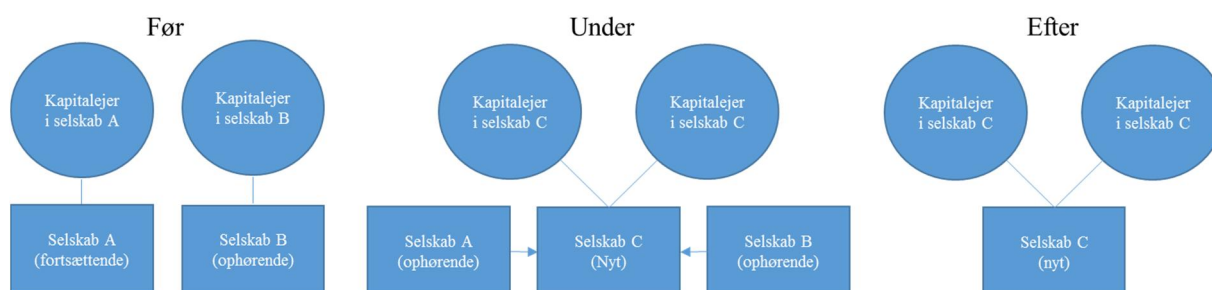 Før
Kapitalejer
i selskab A
Kapitalejer
i selskab B
Selskab A
(fortsættende)
Selskab B
(ophørende)
Under
Kapitalejer
i selskab C
Kapitalejer
i selskab C
Selskab A
(ophørende)
Selskab C
(Nyt)
Selskab B
(ophørende)
Efter
Kapitalejer
i selskab C
Kapitalejer
i selskab C
Selskab C
(nyt)